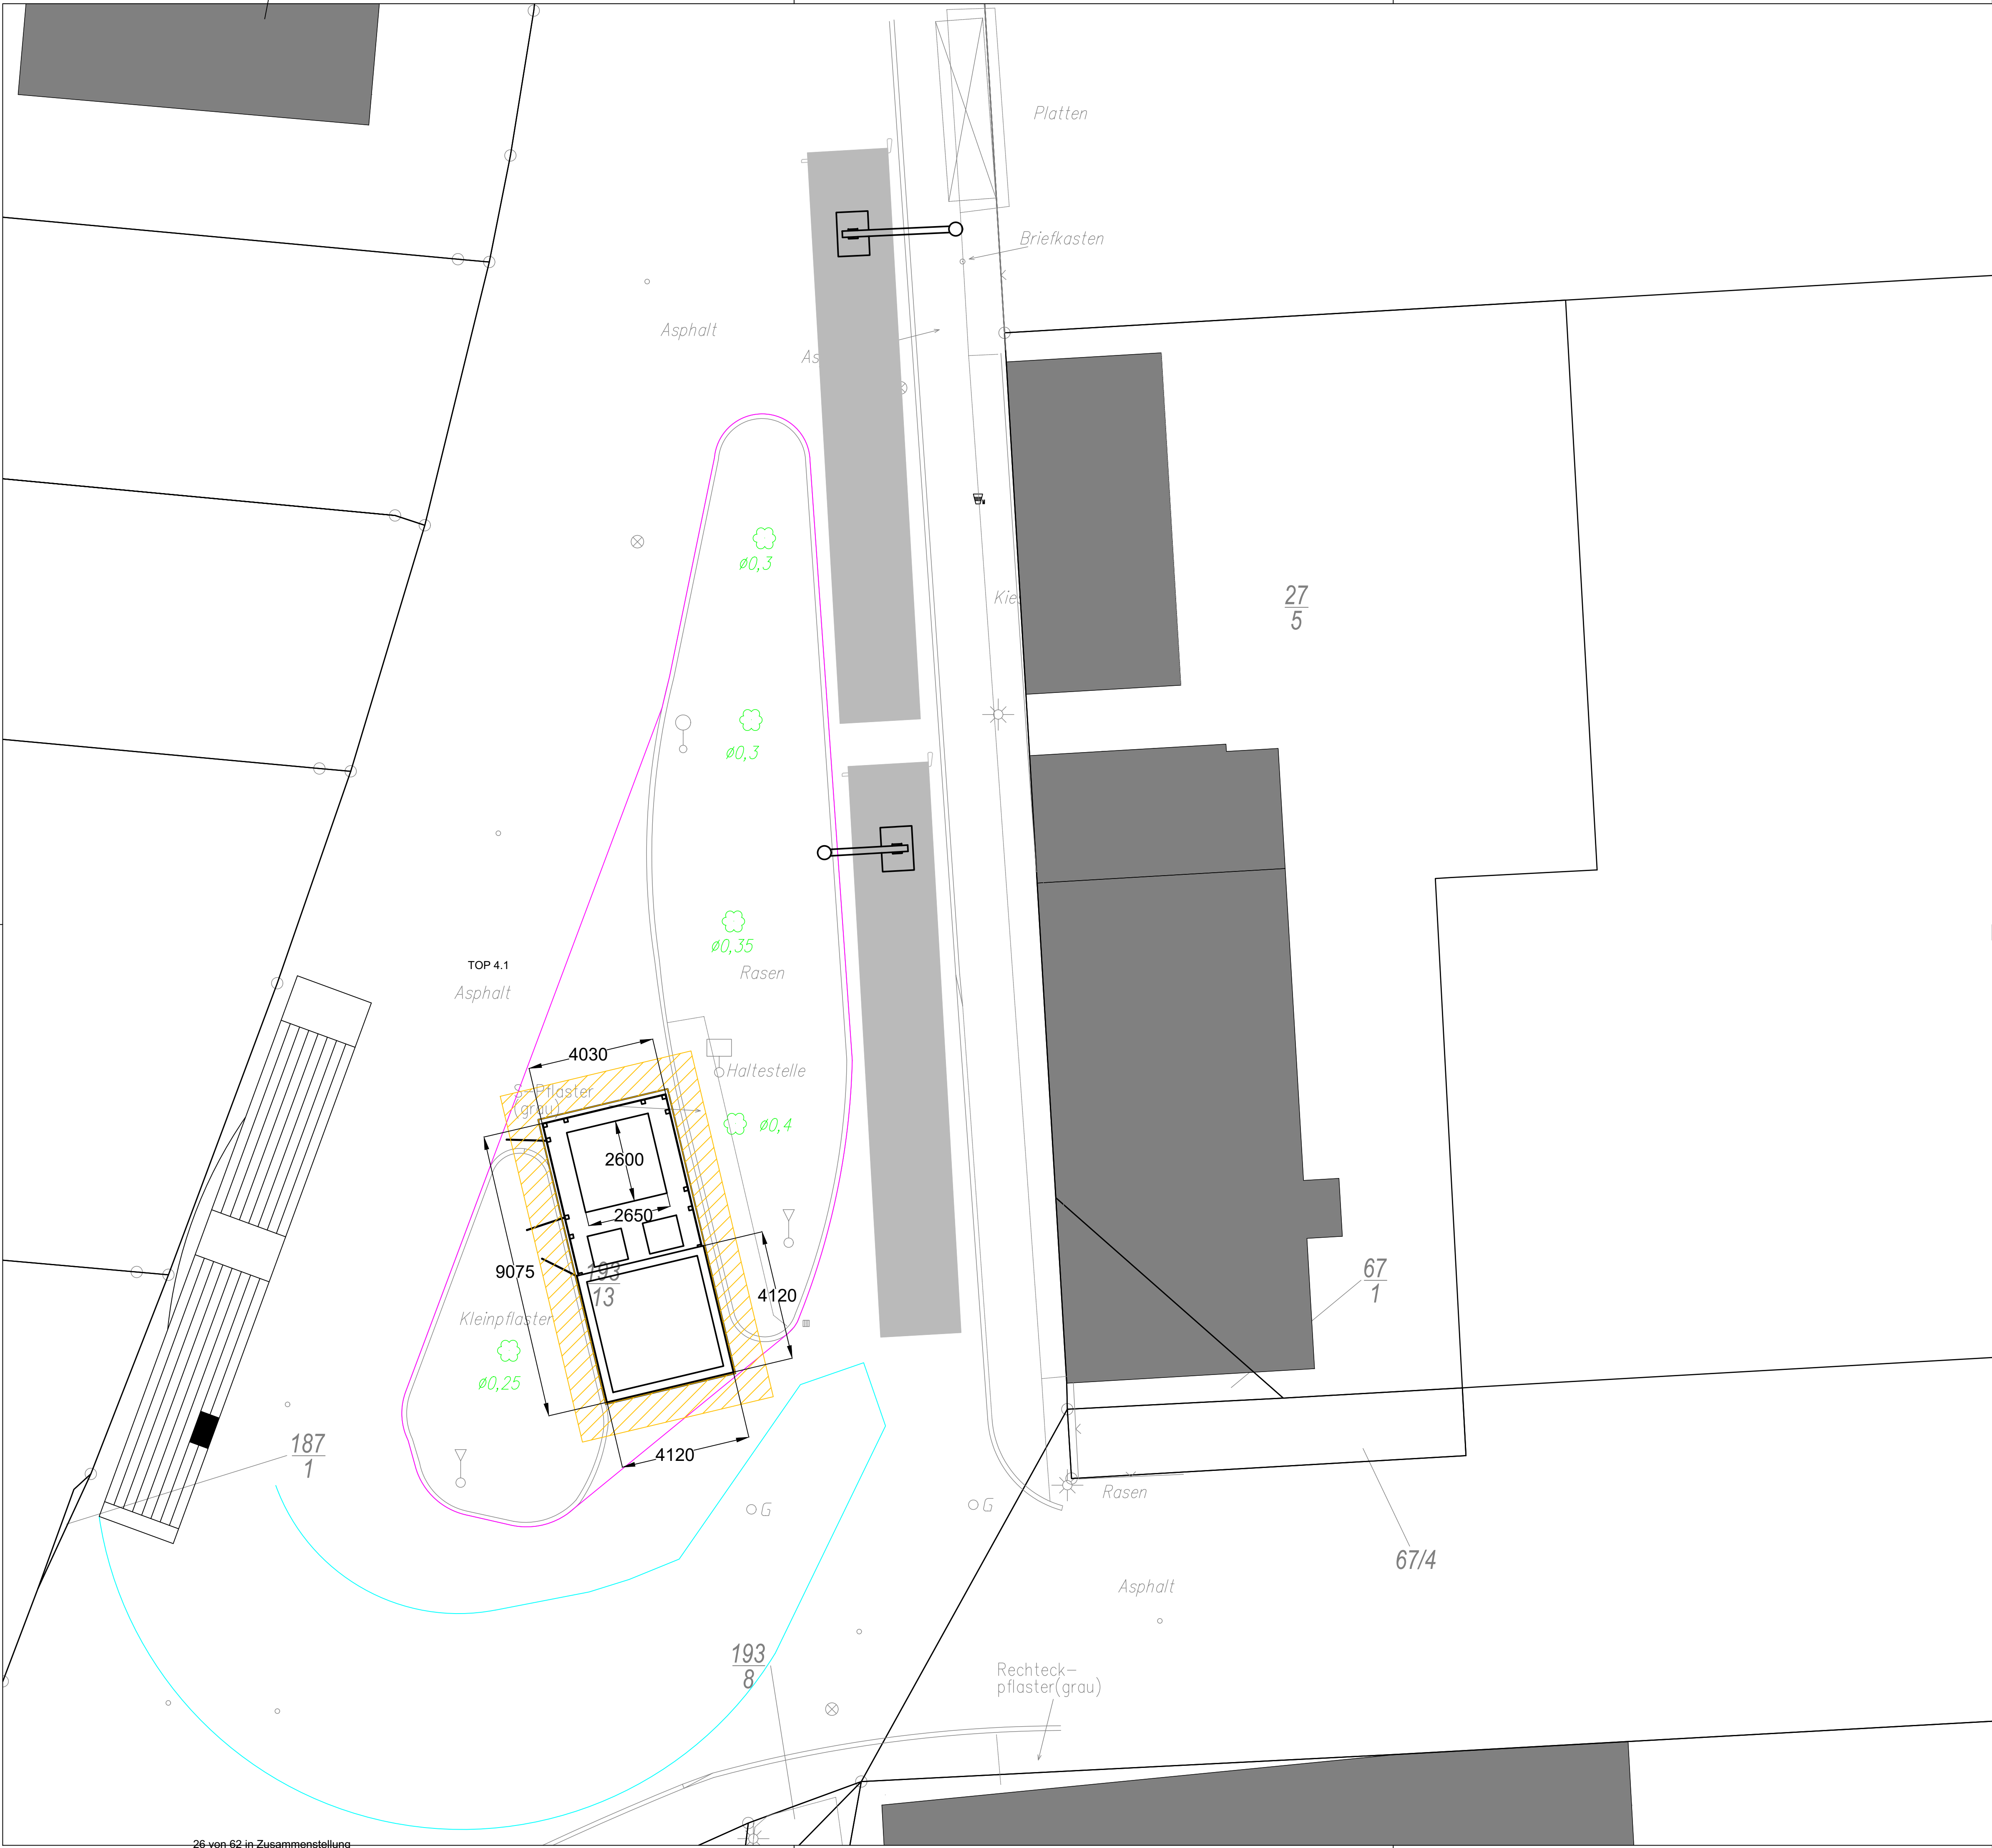 Platten
Briefkasten
Asphalt
As
ø0,3
Kie
27
5
ø0,3
ø0,35
TOP 4.1
Rasen
Asphalt
4030
Haltestelle
S-Pflaster
(grau)
ø0,4
2600
2650
9075
193
13
4120
67
1
Kleinpflaster
ø0,25
187
1
4120
Rasen
G
G
67/4
Asphalt
193
8
Rechteck-
pflaster(grau)
26 von 62 in Zusammenstellung